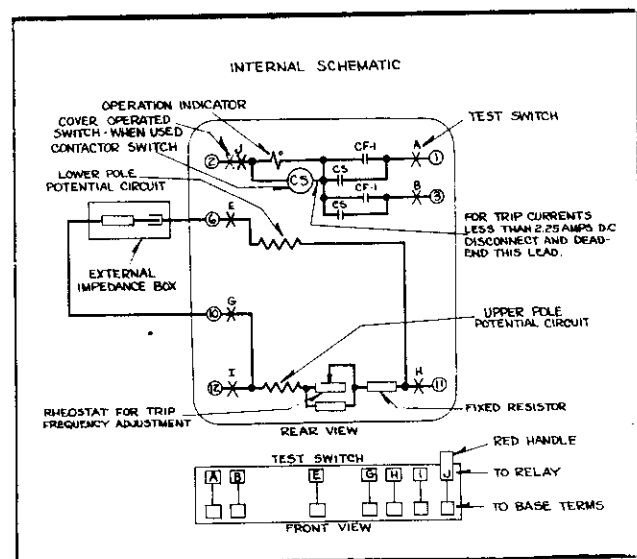 INTERNAL SCHEMATIC
OPERATION INDICATOR
COVER OPERATED
SWITCH - WHEN USED
CONTACTOR SWITCH
LOWER POLE
POTENTIAL CIRCUIT
TEST SWITCH
2
J
CS
CF-1
A
1
CS
CF-1
B
3
CS
6
E
FOR TRIP CURRENTS
LESS THAN 2.25 AMPS D.C
DISCONNECT AND DEAD-
END THIS LEAD.
EXTERNAL
IMPEDANCE BOX
10
G
UPPER POLE
POTENTIAL CIRCUIT
12
I
H
11
RHEOSTAT FOR TRIP
FREQUENCY ADJUSTMENT
FIXED RESISTOR
REAR VIEW
RED HANDLE
TEST SWITCH
A B E G H I J
TO RELAY
TO BASE TERMS
FRONT VIEW